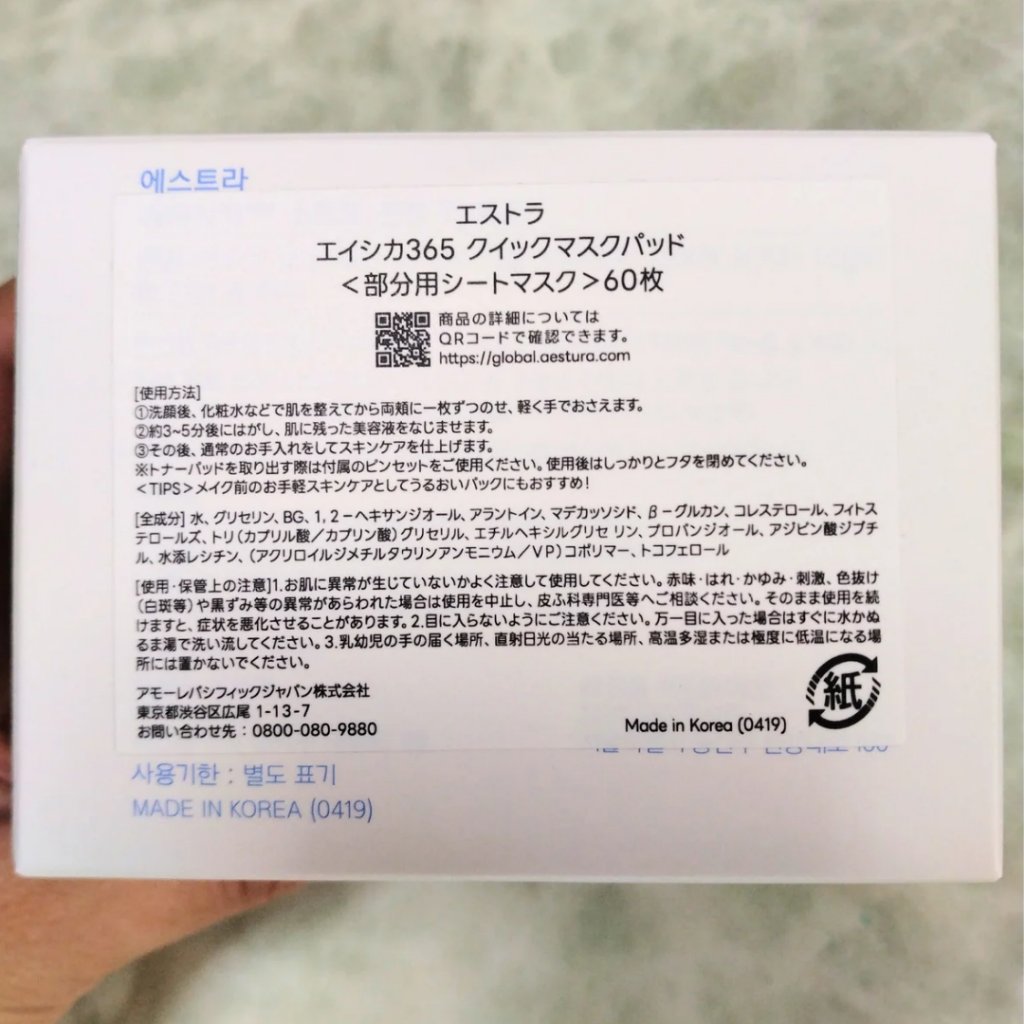 에스트라
エストラ
エイシカ365 クイックマスクパッド
＜部分用シートマスク＞60枚
商品の詳細については
QRコードで確認できます。
https://global.aestura.com
[使用方法]
①洗顔後、化粧水などで肌を整えてから両頬に一枚ずつのせ、軽く手でおさえます。
②約3~5分後にはがし、肌に残った美容液をなじませます。
③その後、通常のお手入れをしてスキンケアを仕上げます。
※トナーパッドを取り出す際は付属のピンセットをご使用ください。使用後はしっかりとフタを閉めてください。
＜TIPS＞メイク前のお手軽スキンケアとしてうるおいパックにもおすすめ!
[全成分] 水、グリセリン、BG、1, 2－ヘキサンジオール、アラントイン、マデカッソシド、β－グルカン、コレステロール、フィトス
テロールズ、トリ(カプリル酸／カプリン酸)グリセリル、エチルヘキシルグリセ リン、プロパンジオール、アジピン酸ジブチ
ル、水添レシチン、(アクリロイルジメチルタウリンアンモニウム／VP)コポリマー、トコフェロール
[使用・保管上の注意]1.お肌に異常が生じていないかよく注意して使用してください。赤味・はれ・かゆみ・刺激、色抜け
(白斑等)や黒ずみ等の異常があらわれた場合は使用を中止し、皮ふ科専門医等へご相談ください。そのまま使用を続
けますと、症状を悪化させることがあります。2.目に入らないようにご注意ください。万一目に入った場合はすぐに水かぬ
るま湯で洗い流してください。3.乳幼児の手の届く場所、直射日光の当たる場所、高温多湿または極度に低温になる場
所には置かないでください。
アモーレパシフィックジャパン株式会社
東京都渋谷区広尾 1-13-7
お問い合わせ先：0800-080-9880
Made in Korea (0419)
紙
사용기한 : 별도 표기
MADE IN KOREA (0419)